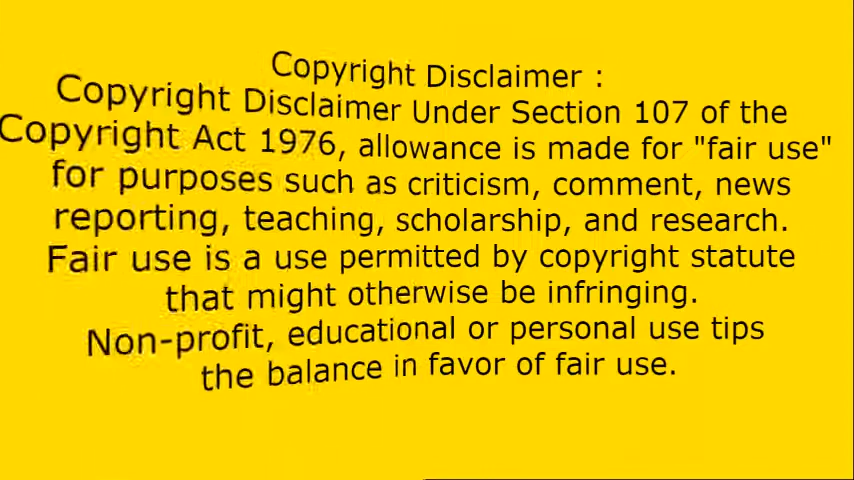 Copyright Disclaimer :
Copyright Disclaimer Under Section 107 of the
Copyright Act 1976, allowance is made for "fair use"
for purposes such as criticism, comment, news
reporting, teaching, scholarship, and research.
Fair use is a use permitted by copyright statute
that might otherwise be infringing.
Non-profit, educational or personal use tips
the balance in favor of fair use.